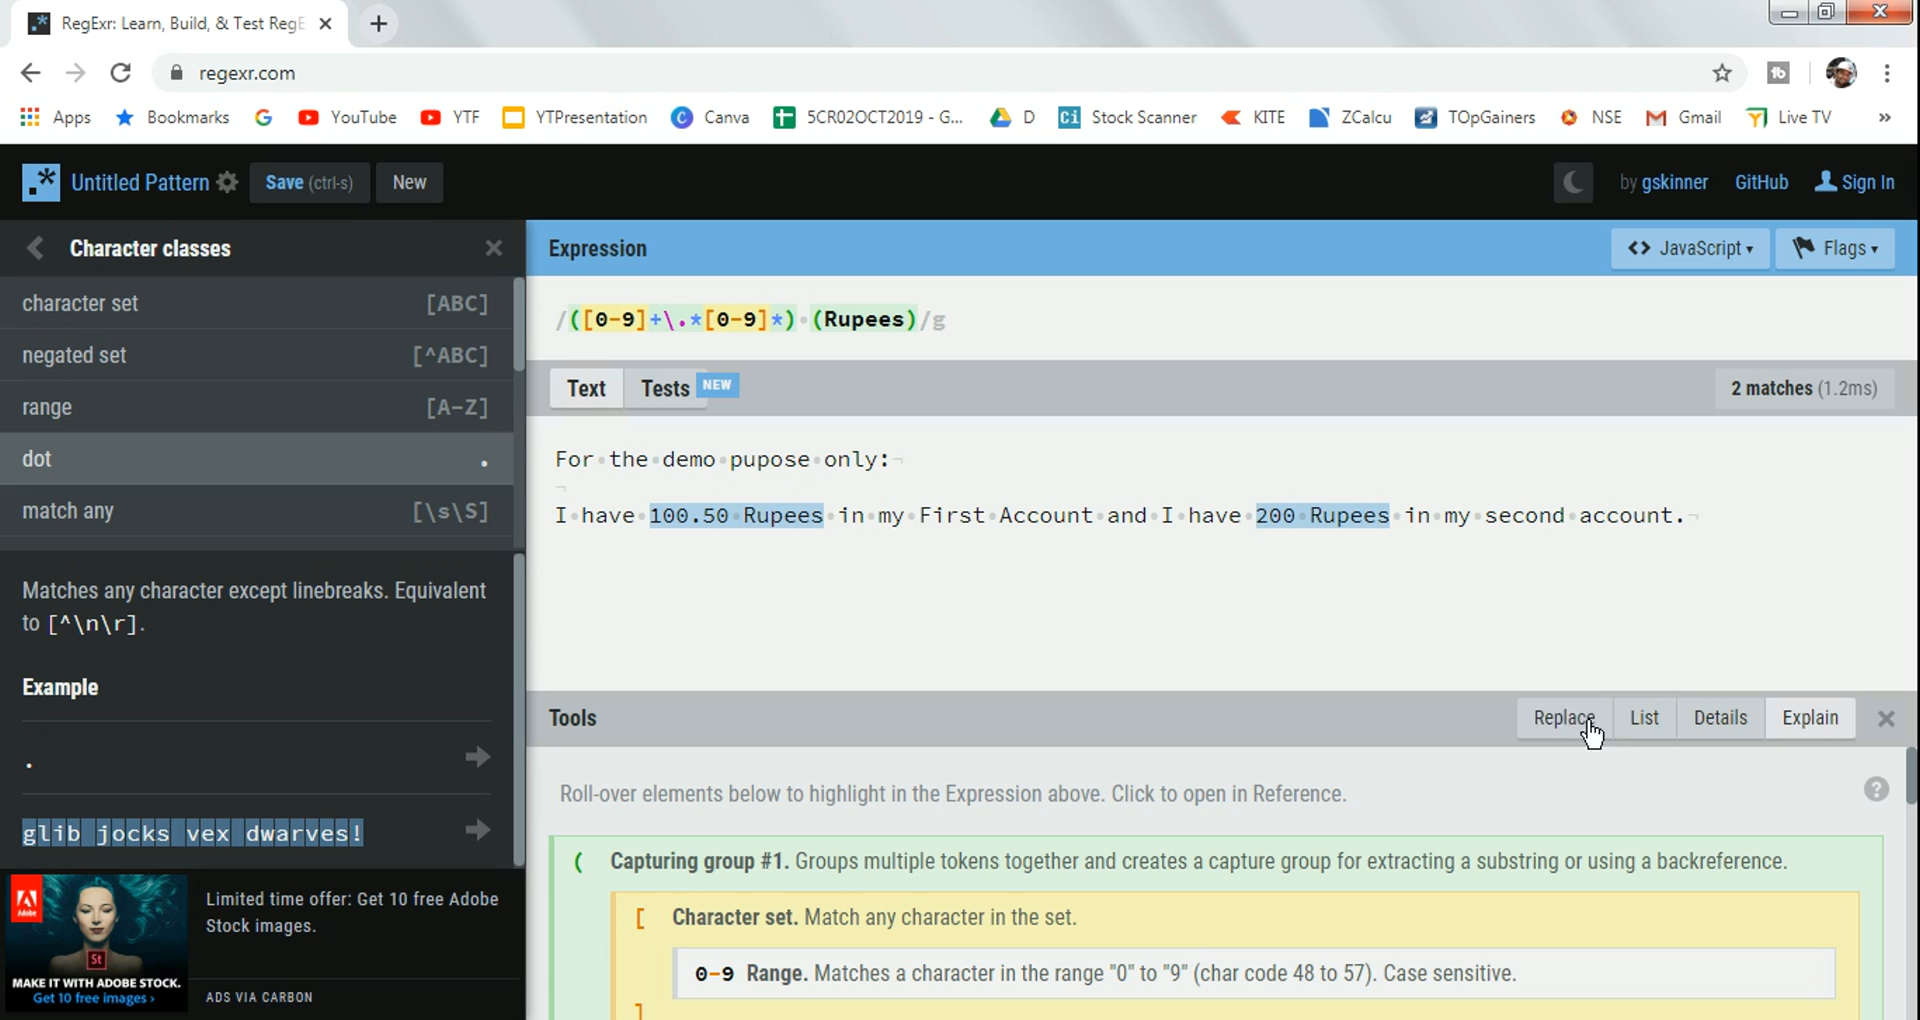 RegExr: Learn, Build, & Test RegE
regexr.com
Apps Bookmarks YouTube YTF YTPresentation Canva 5CR02OCT2019 - G... D Stock Scanner KITE ZCalcu TOpGainers NSE Gmail Live TV »
Untitled Pattern Save (ctrl-s) New by gskinner GitHub Sign In
Character classes
Expression JavaScript Flags
character set [ABC]
negated set [^ABC]
range [A-Z]
dot .
match any [\s\S]
Matches any character except linebreaks. Equivalent
to [^\n\r].
Example
.
glib jocks vex dwarves!
Limited time offer: Get 10 free Adobe
Stock images.
Adobe
St
MAKE IT WITH ADOBE STOCK.
Get 10 free images ›
ADS VIA CARBON
/([0-9]+\.*[0-9]*) (Rupees)/g
Text Tests NEW 2 matches (1.2ms)
For the demo pupose only:
I have 100.50 Rupees in my First Account and I have 200 Rupees in my second account.
Tools Replace List Details Explain
Roll-over elements below to highlight in the Expression above. Click to open in Reference.
( Capturing group #1. Groups multiple tokens together and creates a capture group for extracting a substring or using a backreference.
[ Character set. Match any character in the set.
0-9 Range. Matches a character in the range "0" to "9" (char code 48 to 57). Case sensitive.
]